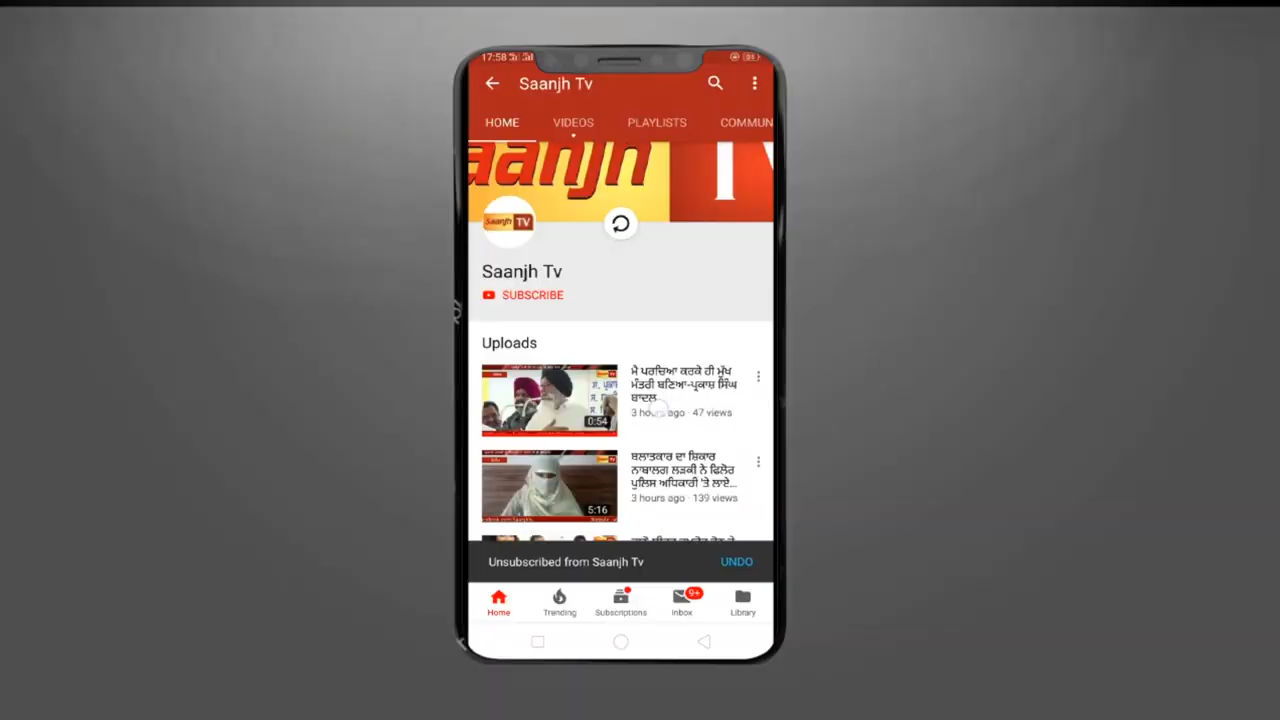 17:58
Saanjh Tv
HOME
VIDEOS
PLAYLISTS
COMMUN
aanjh
Saanjh TV
Saanjh Tv
SUBSCRIBE
Uploads
ਮੈ ਪਰਚਿਆ ਕਰਕੇ ਹੀ ਮੁੱਖ
ਮੰਤਰੀ ਬਣਿਆ-ਪ੍ਰਕਾਸ਼ ਸਿੰਘ
ਬਾਦਲ
3 hours ago · 47 views
0:54
ਬਲਾਤਕਾਰ ਦਾ ਸ਼ਿਕਾਰ
ਨਾਬਾਲਗ ਲੜਕੀ ਨੇ ਫਿਲੋਰ
ਪੁਲਿਸ ਅਧਿਕਾਰੀ 'ਤੇ ਲਾਏ...
3 hours ago · 139 views
5:16
Unsubscribed from Saanjh Tv
UNDO
9+
Home
Trending
Subscriptions
Inbox
Library